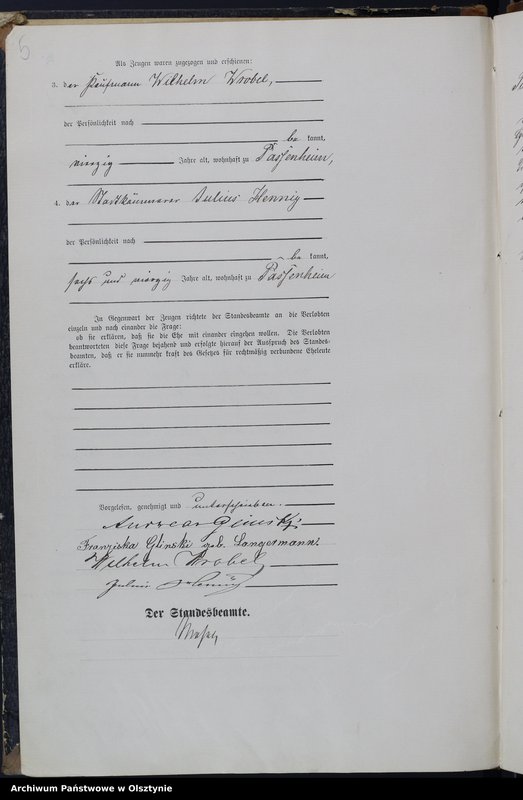 5
Als Zeugen waren zugezogen und erschienen:
3. der Kaufmann Wilhelm Wrobel,
der Persönlichkeit nach
be kannt,
vierzig Jahre alt, wohnhaft zu Passenheim,
4. der Stadtkämmerer Julius Hennig
der Persönlichkeit nach
be kannt,
sechs und vierzig Jahre alt, wohnhaft zu Passenheim
In Gegenwart der Zeugen richtete der Standesbeamte an die Verlobten
einzeln und nach einander die Frage:
ob sie erklären, daß sie die Ehe mit einander eingehen wollen. Die Verlobten
beantworteten diese Frage bejahend und erfolgte hierauf der Ausspruch des Standes-
beamten, daß er sie nunmehr kraft des Gesetzes für rechtmäßig verbundene Eheleute
erkläre.
Vorgelesen, genehmigt und unterschrieben.
Andreas Glinski
Franziska Glinski geb. Langermann.
Wilhelm Wrobel
Julius Hennig
Der Standesbeamte.
Archiwum Państwowe w Olsztynie